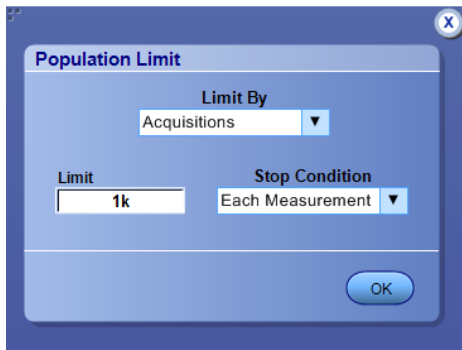 X
Population Limit
Limit By
Acquisitions
Limit
Stop Condition
1k
Each Measurement
OK